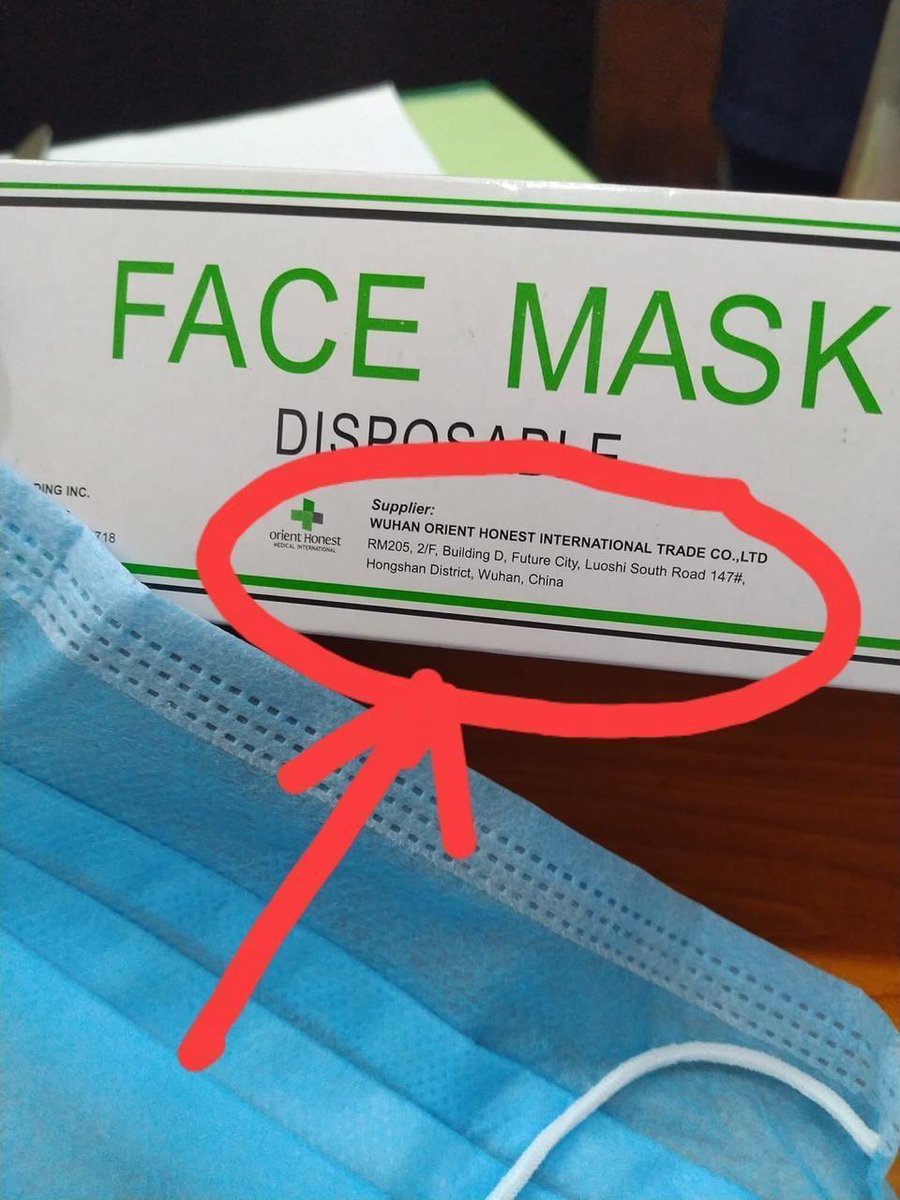 FACE MASK
DISPOSABLE
DING INC.
718
orient Honest
MEDICAL INTERNATIONAL
Supplier:
WUHAN ORIENT HONEST INTERNATIONAL TRADE CO.,LTD
RM205, 2/F, Building D, Future City, Luoshi South Road 147#,
Hongshan District, Wuhan, China